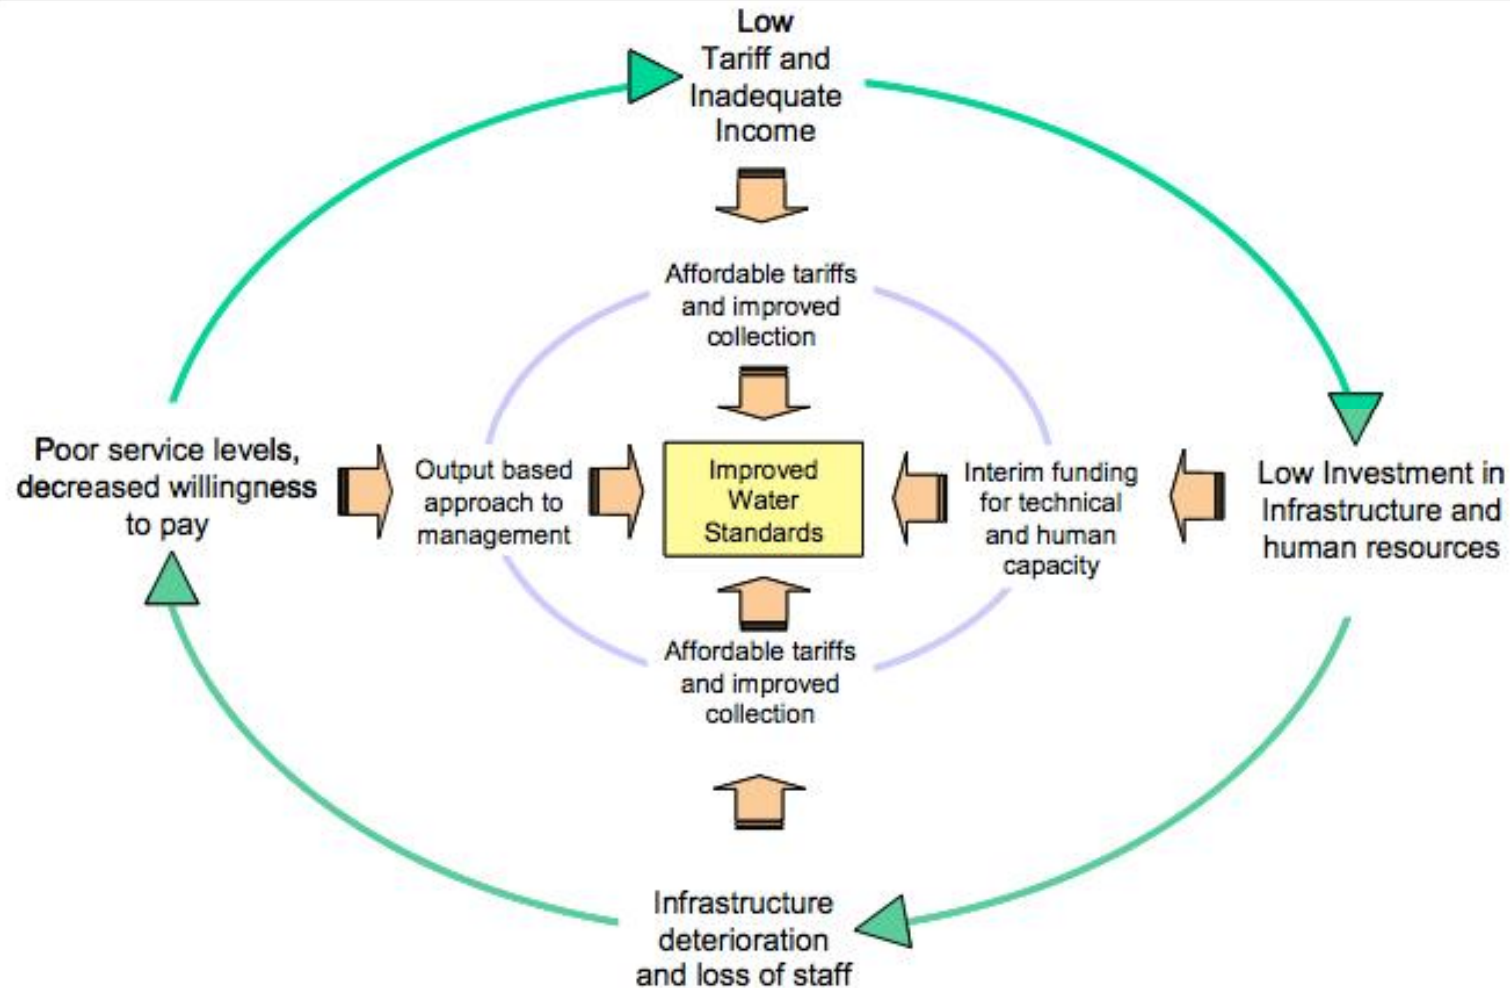 Low
Tariff and
Inadequate
Income
Affordable tariffs
and improved
collection
Poor service levels,
decreased willingness
to pay
Output based
approach to
management
Improved
Water
Standards
Interim funding
for technical
and human
capacity
Low Investment in
Infrastructure and
human resources
Affordable tariffs
and improved
collection
Infrastructure
deterioration
and loss of staff